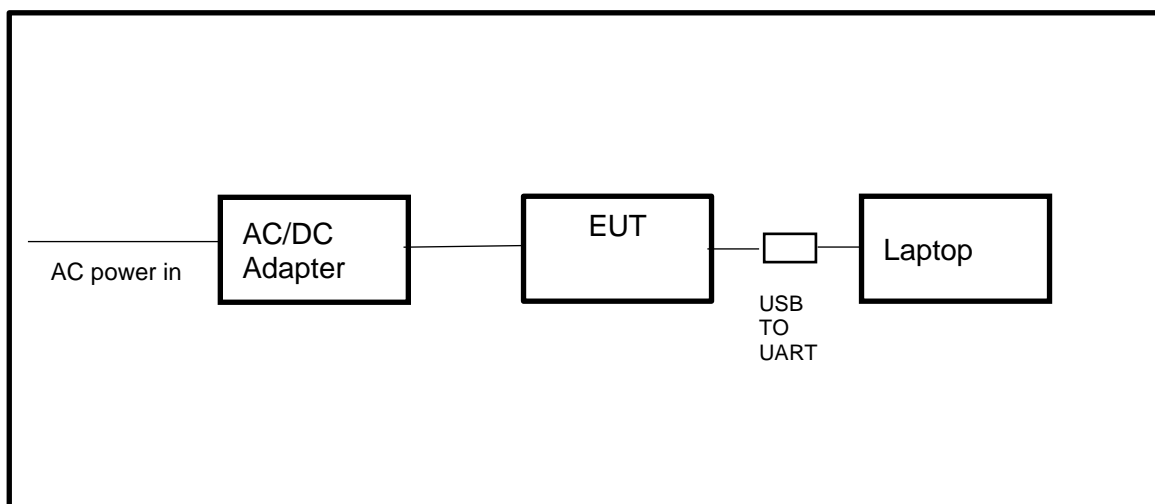 AC power in
AC/DC
Adapter
EUT
USB
TO
UART
Laptop